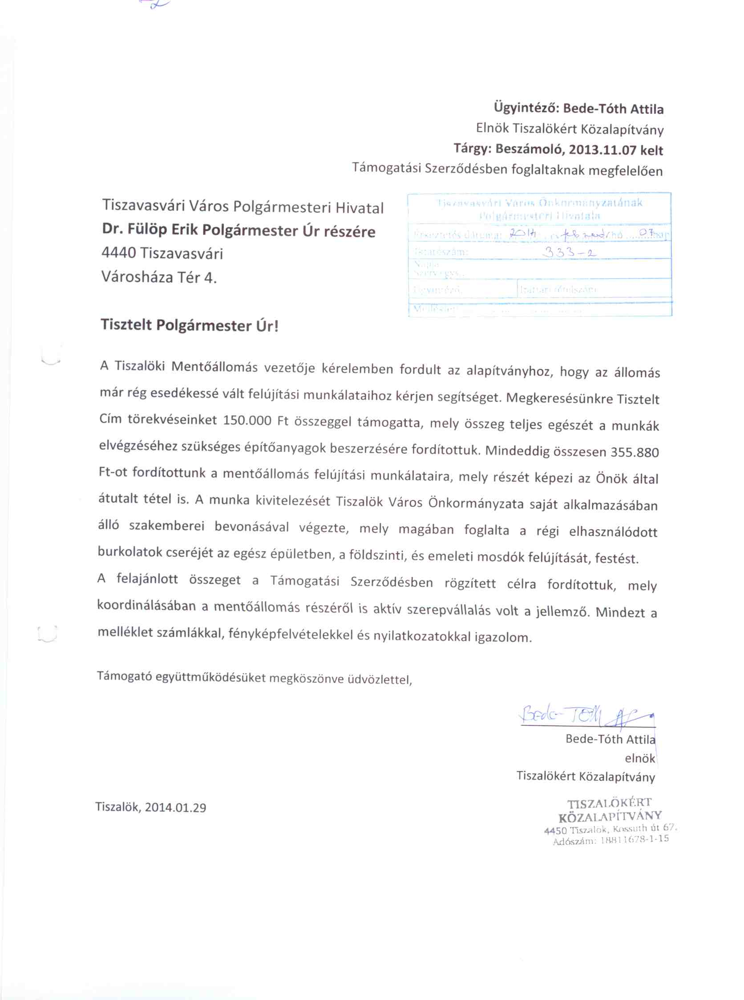 Ügyintéző: Bede-Tóth Attila
Elnök Tiszalökért Közalapítvány
Tárgy: Beszámoló, 2013.11.07 kelt
Támogatási Szerződésben foglaltaknak megfelelően
Tiszavasvári Város Polgármesteri Hivatal
Dr. Fülöp Erik Polgármester Úr részére
4440 Tiszavasvári
Városháza Tér 4.
Tiszavasvári Város Önkormányzatának
Polgármesteri Hivatala
Érkeztetés dátuma: 2014 év hó 07 nap
Iktatószám: 333-2
Ügyintéző: Irattári tételszám
Tisztelt Polgármester Úr!
A Tiszalöki Mentőállomás vezetője kérelemben fordult az alapítványhoz, hogy az állomás
már rég esedékessé vált felújítási munkálataihoz kérjen segítséget. Megkeresésünkre Tisztelt
Cím törekvéseinket 150.000 Ft összeggel támogatta, mely összeg teljes egészét a munkák
elvégzéséhez szükséges építőanyagok beszerzésére fordítottuk. Mindeddig összesen 355.880
Ft-ot fordítottunk a mentőállomás felújítási munkálataira, mely részét képezi az Önök által
átutalt tétel is. A munka kivitelezését Tiszalök Város Önkormányzata saját alkalmazásában
álló szakemberei bevonásával végezte, mely magában foglalta a régi elhasználódott
burkolatok cseréjét az egész épületben, a földszinti, és emeleti mosdók felújítását, festést.
A felajánlott összeget a Támogatási Szerződésben rögzített célra fordítottuk, mely
koordinálásában a mentőállomás részéről is aktív szerepvállalás volt a jellemző. Mindezt a
melléklet számlákkal, fényképfelvételekkel és nyilatkozatokkal igazolom.
Támogató együttműködésüket megköszönve üdvözlettel,
Bede-Tóth
Bede-Tóth Attila
elnök
Tiszalökért Közalapítvány
Tiszalök, 2014.01.29
TISZALÖKÉRT
KÖZALAPÍTVÁNY
4450 Tiszalök, Kossuth út 67.
Adószám: 18811678-1-15